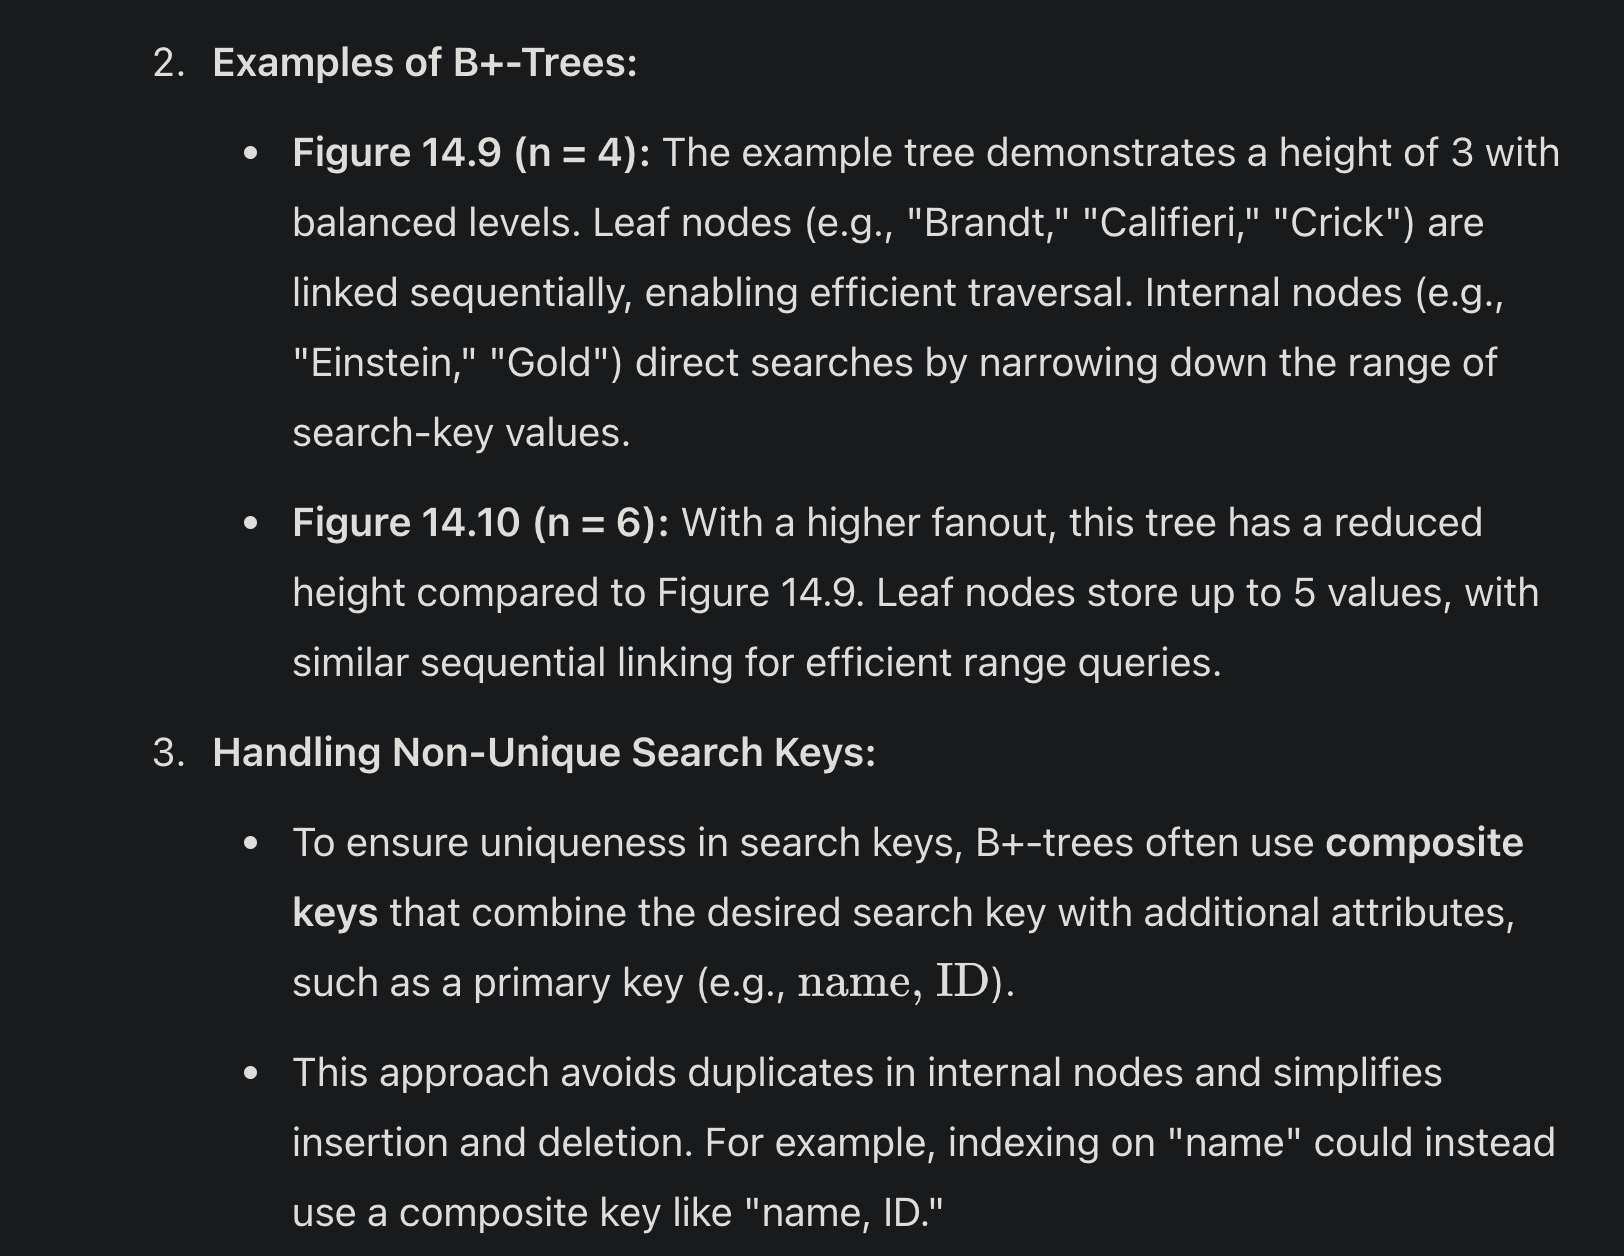 2. Examples of B+-Trees:
• Figure 14.9 (n = 4): The example tree demonstrates a height of 3 with
balanced levels. Leaf nodes (e.g., "Brandt," "Califieri," "Crick") are
linked sequentially, enabling efficient traversal. Internal nodes (e.g.,
"Einstein," "Gold") direct searches by narrowing down the range of
search-key values.
• Figure 14.10 (n = 6): With a higher fanout, this tree has a reduced
height compared to Figure 14.9. Leaf nodes store up to 5 values, with
similar sequential linking for efficient range queries.
3. Handling Non-Unique Search Keys:
• To ensure uniqueness in search keys, B+-trees often use composite
keys that combine the desired search key with additional attributes,
such as a primary key (e.g., name, ID).
• This approach avoids duplicates in internal nodes and simplifies
insertion and deletion. For example, indexing on "name" could instead
use a composite key like "name, ID."